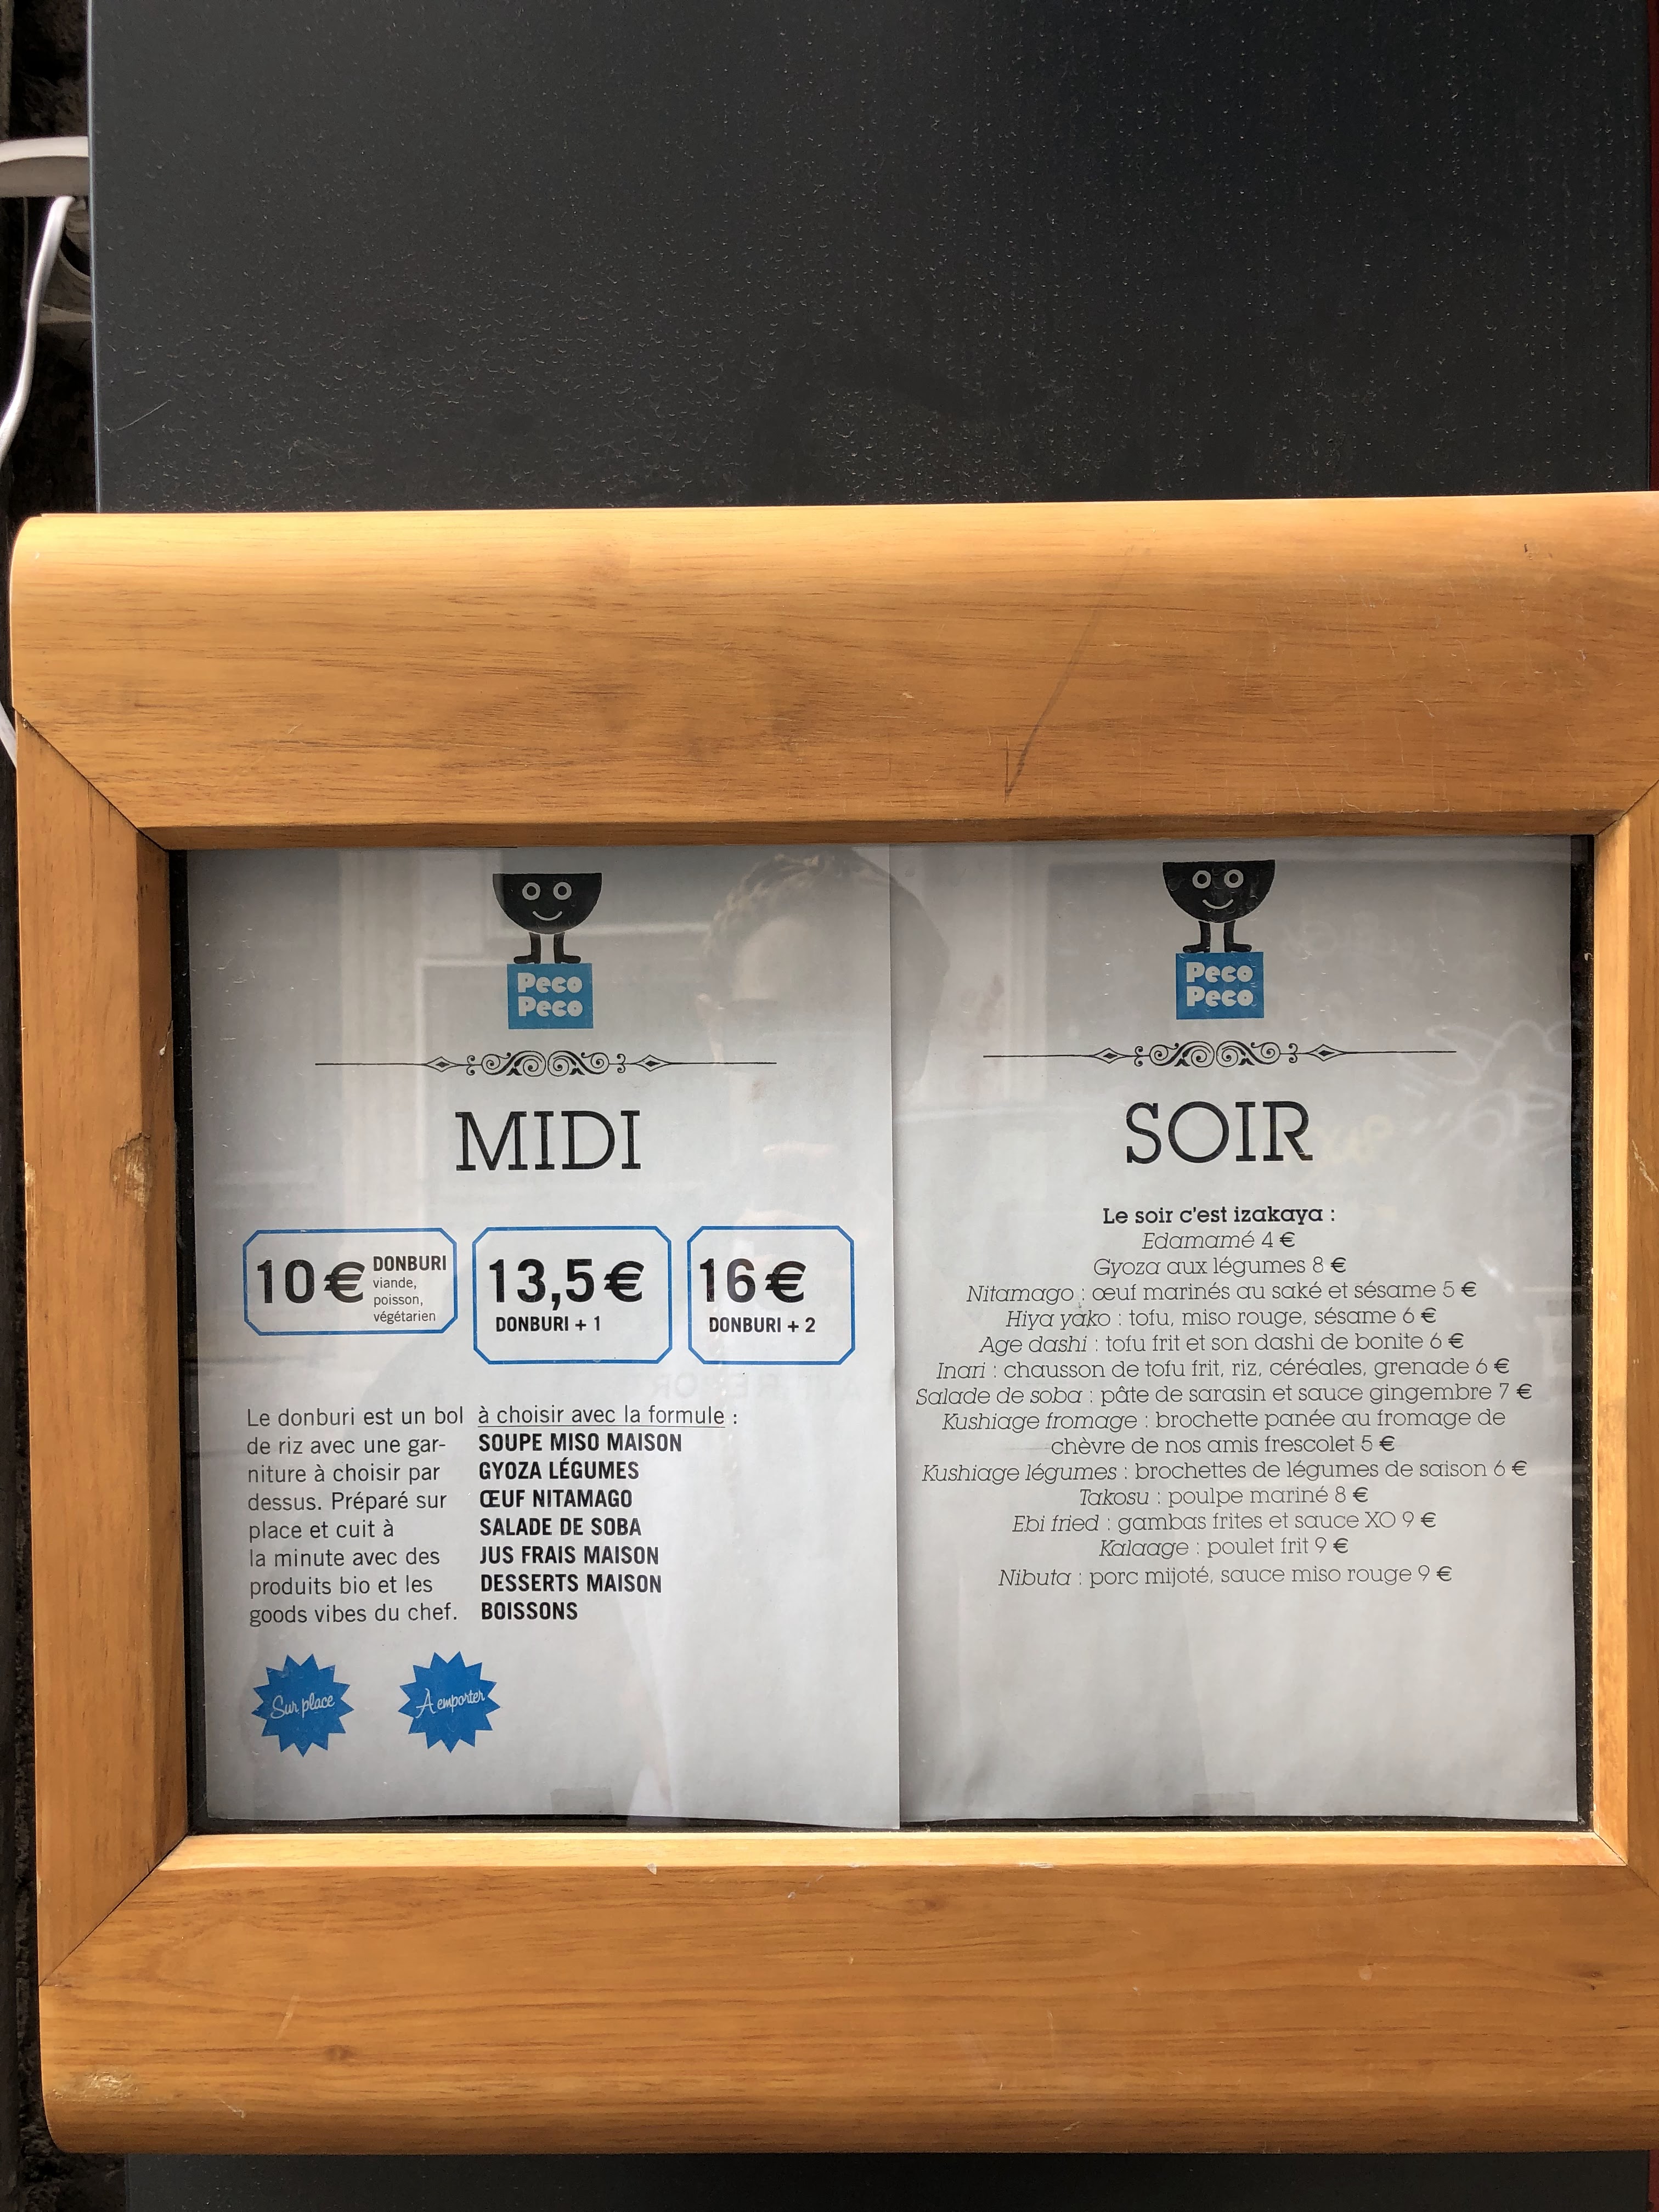 Peco
Peco
MIDI
10€ DONBURI
viande,
poisson,
végétarien
13,5€
DONBURI + 1
16€
DONBURI + 2
Le donburi est un bol
de riz avec une gar-
niture à choisir par
dessus. Préparé sur
place et cuit à
la minute avec des
produits bio et les
goods vibes du chef.
à choisir avec la formule :
SOUPE MISO MAISON
GYOZA LÉGUMES
ŒUF NITAMAGO
SALADE DE SOBA
JUS FRAIS MAISON
DESSERTS MAISON
BOISSONS
Sur place
À emporter
Peco
Peco
SOIR
Le soir c'est izakaya :
Edamamé 4 €
Gyoza aux légumes 8 €
Nitamago : œuf marinés au saké et sésame 5 €
Hiya yako : tofu, miso rouge, sésame 6 €
Age dashi : tofu frit et son dashi de bonite 6 €
Inari : chausson de tofu frit, riz, céréales, grenade 6 €
Salade de soba : pâte de sarasin et sauce gingembre 7 €
Kushiage fromage : brochette panée au fromage de
chèvre de nos amis frescolet 5 €
Kushiage légumes : brochettes de légumes de saison 6 €
Takosu : poulpe mariné 8 €
Ebi fried : gambas frites et sauce XO 9 €
Kalaage : poulet frit 9 €
Nibuta : porc mijoté, sauce miso rouge 9 €